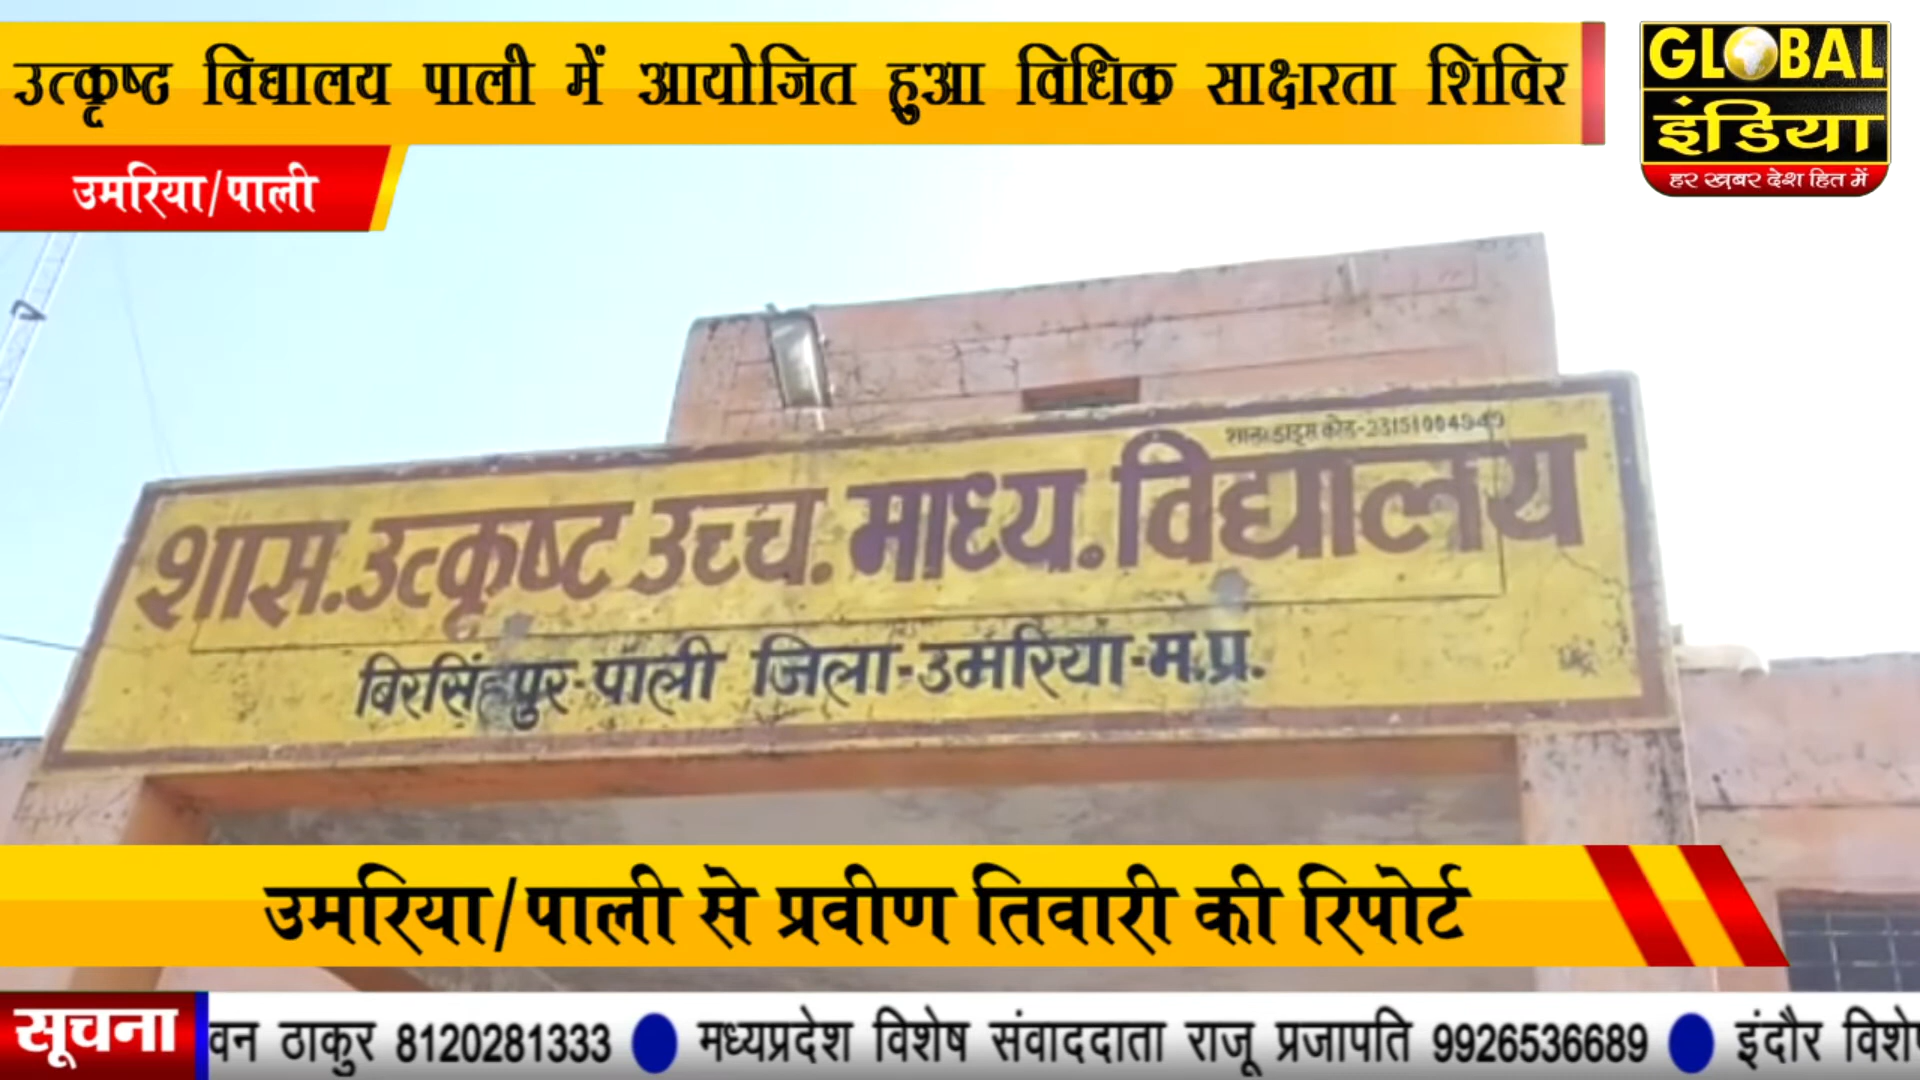 उत्कृष्ट विद्यालय पाली में आयोजित हुआ विधिक साक्षरता शिविर
GLOBAL
इंडिया
हर ख़बर देश हित में
उमरिया/पाली
शास.उत्कृष्ट उच्च. माध्य. विद्यालय
बिरसिंहपुर-पाली जिला-उमरिया-म.प्र.
उमरिया/पाली से प्रवीण तिवारी की रिपोर्ट
सूचना
वन ठाकुर 8120281333 ● मध्यप्रदेश विशेष संवाददाता राजू प्रजापति 9926536689 ● इंदौर